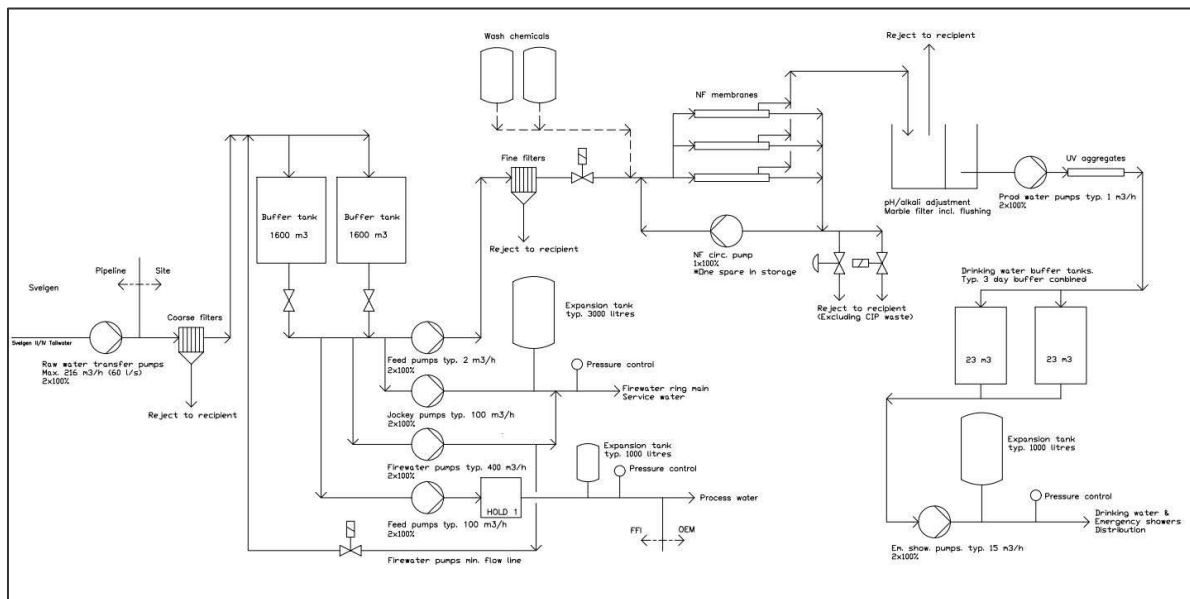 Wash chemicals
Reject to recipient
NF membranes
Fine filters
UV aggregates
Buffer tank
1600 m3
Buffer tank
1600 m3
Prod water pumps typ. 1 m3/h
2x100%
pH/alkali adjustment
Marble filter incl. flushing
Reject to recipient
NF circ. pump
1x100%
*One spare in storage
Pipeline
Site
Svelgen
Coarse filters
Svelgen II/IV Tailwater
Raw water transfer pumps
Max. 216 m3/h (60 l/s)
2x100%
Reject to recipient
Expansion tank
typ. 3000 litres
Reject to recipient
(Excluding CIP waste)
Drinking water buffer tanks.
Typ. 3 day buffer combined
23 m3
23 m3
Feed pumps typ. 2 m3/h
2x100%
Pressure control
Firewater ring main
Service water
Jockey pumps typ. 100 m3/h
2x100%
Firewater pumps typ. 400 m3/h
2x100%
Expansion tank
typ. 1000 litres
Pressure control
Process water
HOLD 1
Feed pumps typ. 100 m3/h
2x100%
FFI
OEM
Firewater pumps min. flow line
Expansion tank
typ. 1000 litres
Pressure control
Drinking water &
Emergency showers
Distribution
Em. show. pumps. typ. 15 m3/h
2x100%